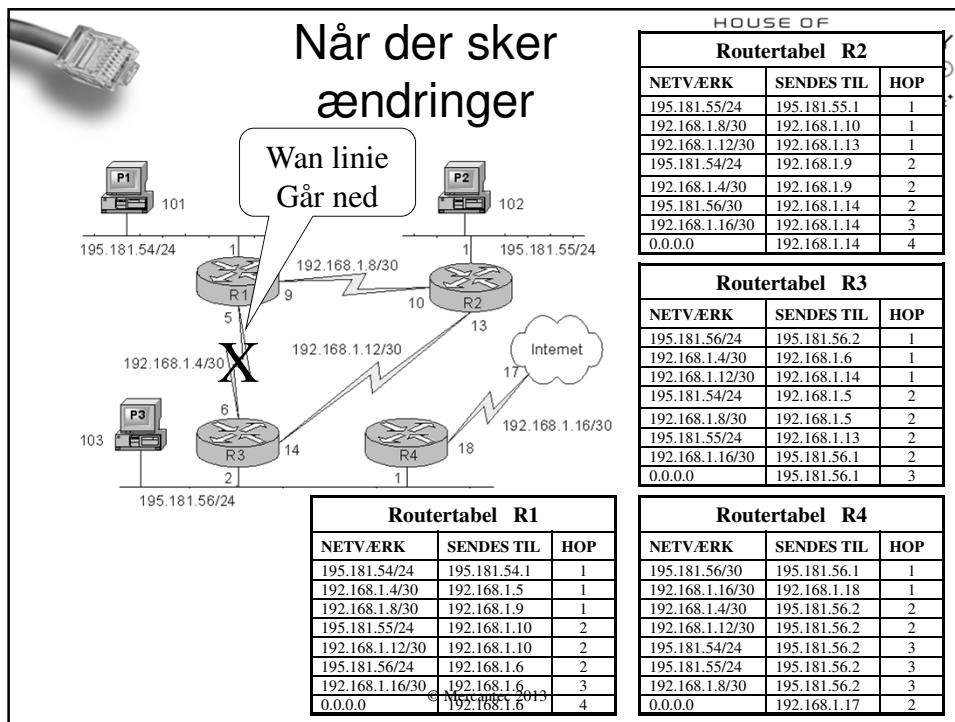 Når der sker
ændringer
HOUSE OF
Wan linie
Går ned
P1
101
P2
102
195.181.54/24
1
195.181.55/24
1
192.168.1.8/30
R1
9
10
R2
5
13
192.168.1.4/30
X
192.168.1.12/30
Internet
17
6
192.168.1.16/30
P3
103
R3
14
R4
18
2
1
195.181.56/24
Routertabel R2
NETVÆRK SENDES TIL HOP
195.181.55/24 195.181.55.1 1
192.168.1.8/30 192.168.1.10 1
192.168.1.12/30 192.168.1.13 1
195.181.54/24 192.168.1.9 2
192.168.1.4/30 192.168.1.9 2
195.181.56/30 192.168.1.14 2
192.168.1.16/30 192.168.1.14 3
0.0.0.0 192.168.1.14 4
Routertabel R3
NETVÆRK SENDES TIL HOP
195.181.56/24 195.181.56.2 1
192.168.1.4/30 192.168.1.6 1
192.168.1.12/30 192.168.1.14 1
195.181.54/24 192.168.1.5 2
192.168.1.8/30 192.168.1.5 2
195.181.55/24 192.168.1.13 2
192.168.1.16/30 195.181.56.1 2
0.0.0.0 195.181.56.1 3
Routertabel R1
NETVÆRK SENDES TIL HOP
195.181.54/24 195.181.54.1 1
192.168.1.4/30 192.168.1.5 1
192.168.1.8/30 192.168.1.9 1
195.181.55/24 192.168.1.10 2
192.168.1.12/30 192.168.1.10 2
195.181.56/24 192.168.1.6 2
192.168.1.16/30 192.168.1.6 3
0.0.0.0 192.168.1.6 4
© Mercantec 2013
Routertabel R4
NETVÆRK SENDES TIL HOP
195.181.56/30 195.181.56.1 1
192.168.1.16/30 192.168.1.18 1
192.168.1.4/30 195.181.56.2 2
192.168.1.12/30 195.181.56.2 2
195.181.54/24 195.181.56.2 3
195.181.55/24 195.181.56.2 3
192.168.1.8/30 195.181.56.2 3
0.0.0.0 192.168.1.17 2